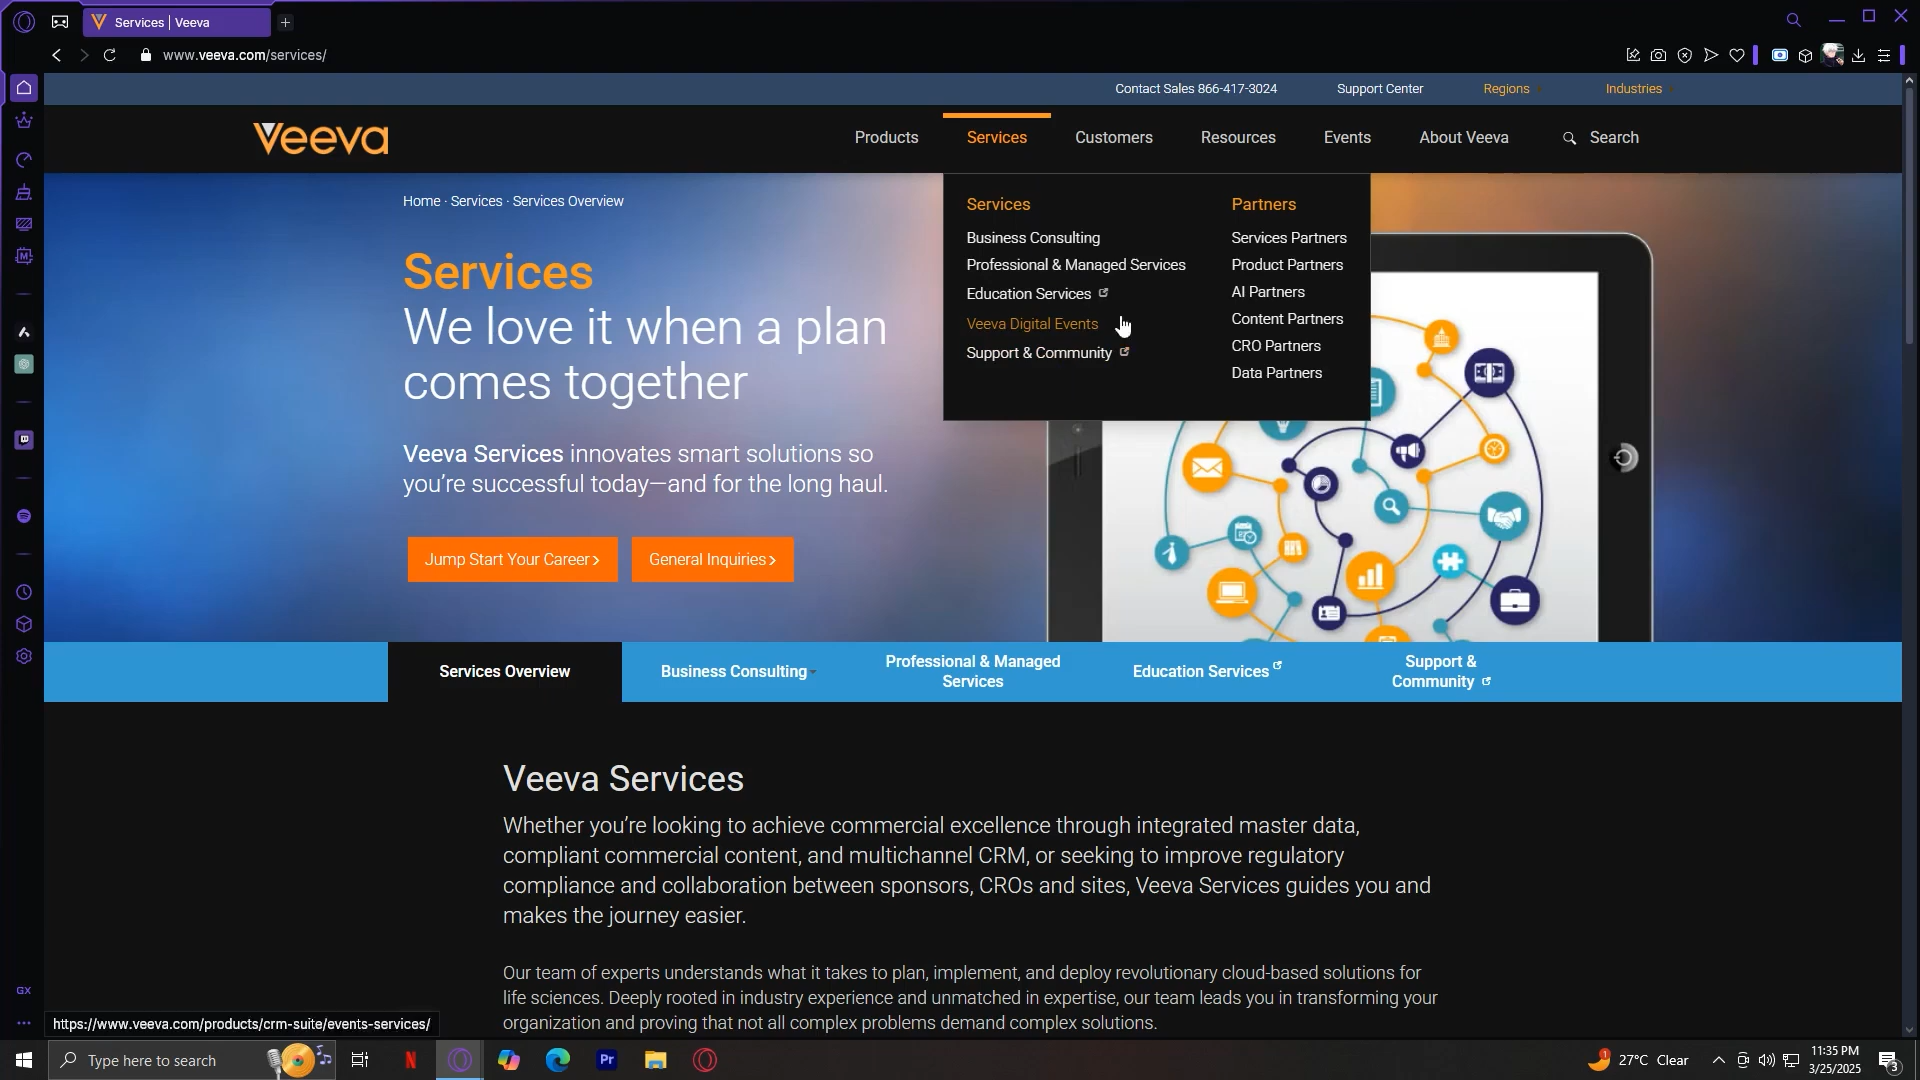 Services | Veeva
www.veeva.com/services/
Contact Sales 866-417-3024
Support Center
Regions
Industries
Veeva
Products
Services
Customers
Resources
Events
About Veeva
Search
Home · Services · Services Overview
Services
We love it when a plan
comes together
Veeva Services innovates smart solutions so
you’re successful today—and for the long haul.
Jump Start Your Career
General Inquiries
Services
Business Consulting
Professional & Managed Services
Education Services
Veeva Digital Events
Support & Community
Partners
Services Partners
Product Partners
AI Partners
Content Partners
CRO Partners
Data Partners
Services Overview
Business Consulting
Professional & Managed
Services
Education Services
Support &
Community
Veeva Services
Whether you’re looking to achieve commercial excellence through integrated master data,
compliant commercial content, and multichannel CRM, or seeking to improve regulatory
compliance and collaboration between sponsors, CROs and sites, Veeva Services guides you and
makes the journey easier.
Our team of experts understands what it takes to plan, implement, and deploy revolutionary cloud-based solutions for
life sciences. Deeply rooted in industry experience and unmatched in expertise, our team leads you in transforming your
organization and proving that not all complex problems demand complex solutions.
GX
https://www.veeva.com/products/crm-suite/events-services/
Type here to search
N
Pr
1
27°C Clear
11:35 PM
3/25/2025
3